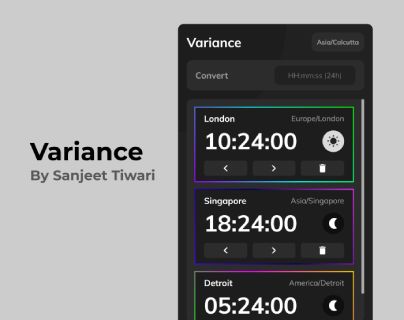 Variance
By Sanjeet Tiwari
Variance
Asia/Calcutta
Convert
HH:mm:ss (24h)
London
Europe/London
10:24:00
Singapore
Asia/Singapore
18:24:00
Detroit
America/Detroit
05:24:00